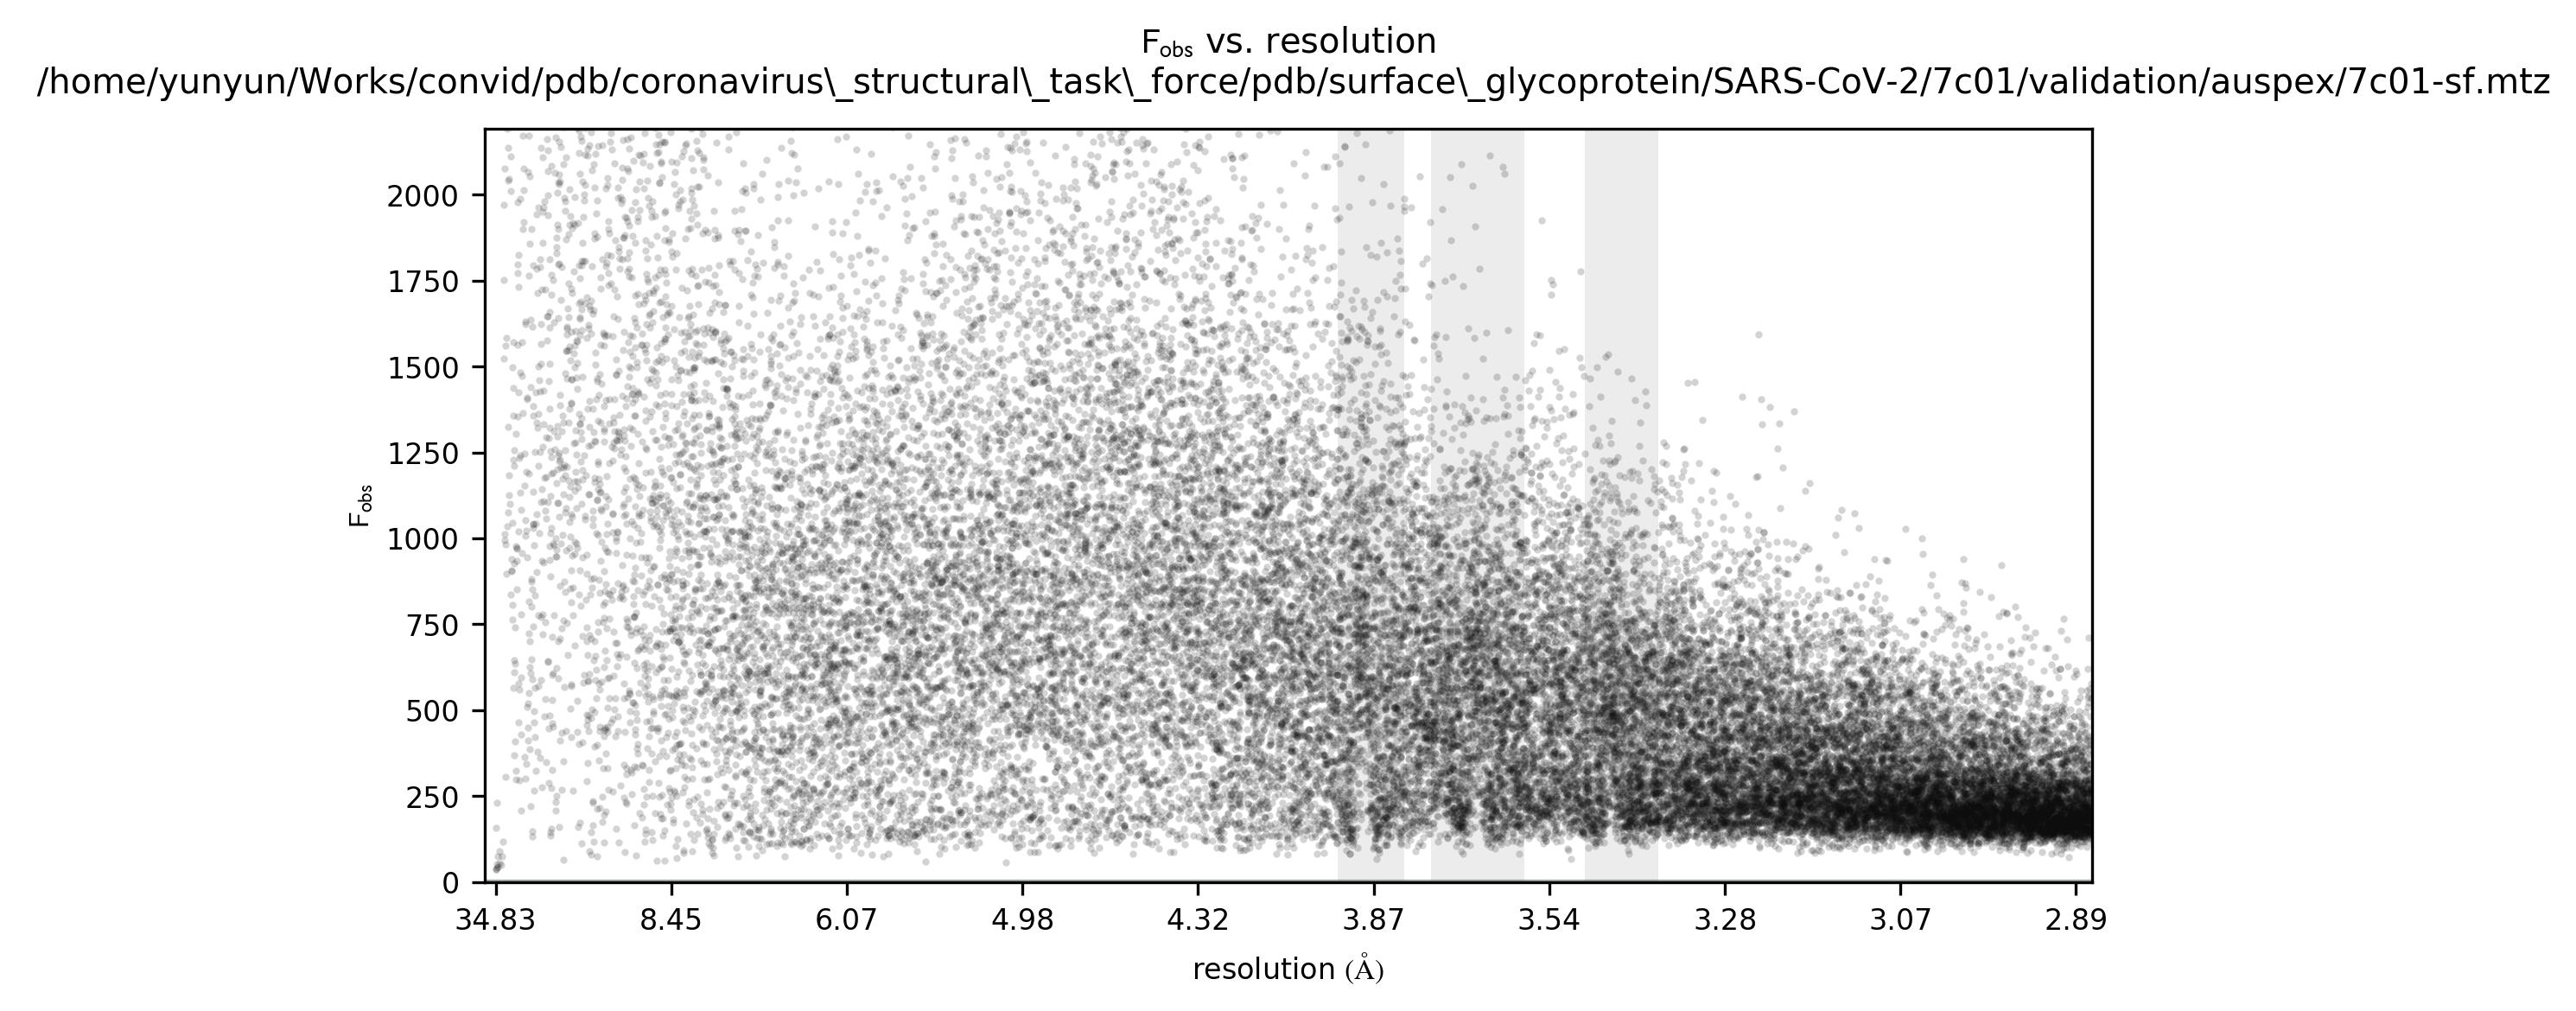 F_obs vs. resolution
/home/yunyun/Works/convid/pdb/coronavirus\_structural\_task\_force/pdb/surface\_glycoprotein/SARS-CoV-2/7c01/validation/auspex/7c01-sf.mtz
F_obs
2000
1750
1500
1250
1000
750
500
250
0
34.83 8.45 6.07 4.98 4.32 3.87 3.54 3.28 3.07 2.89
resolution (Å)